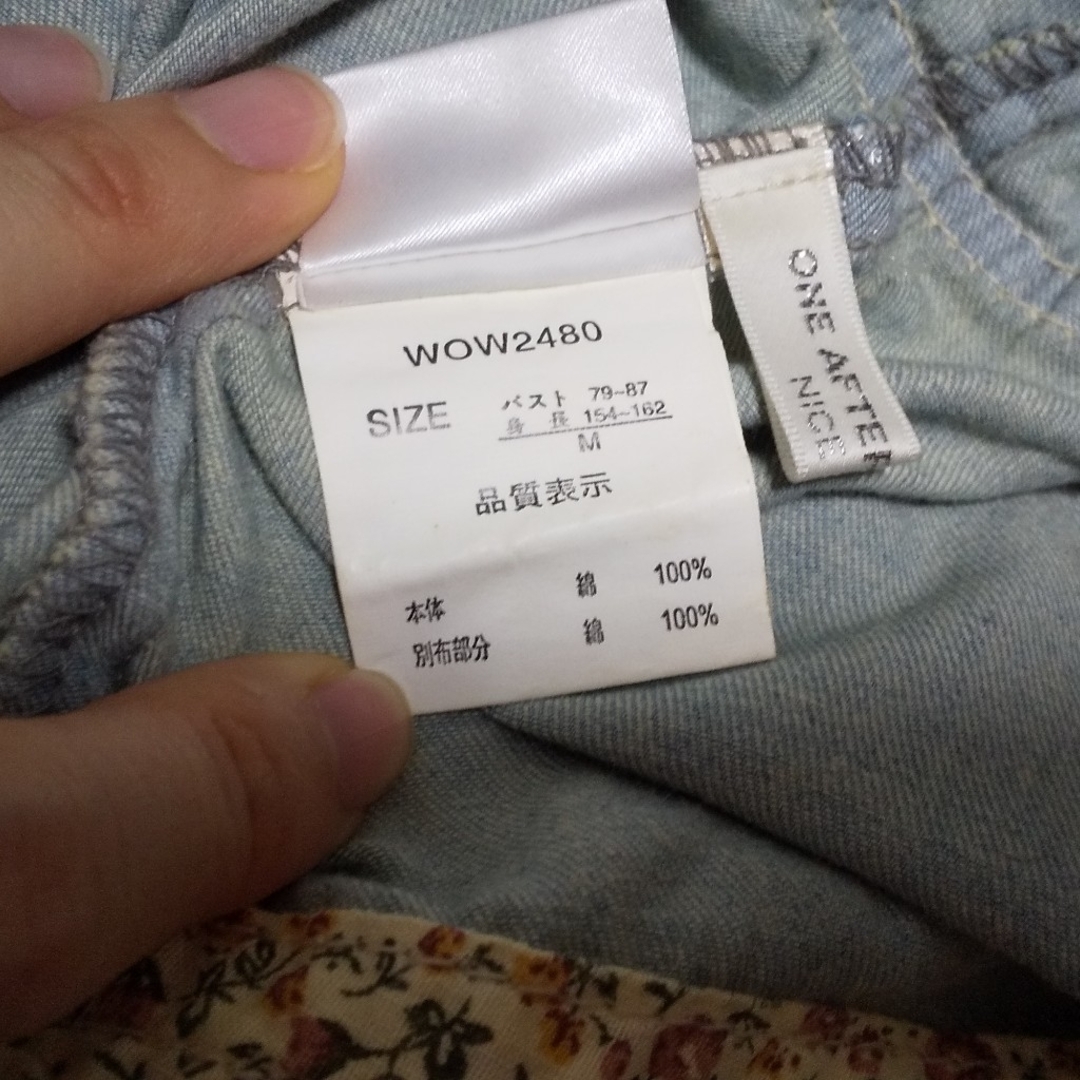 WOW2480
SIZE
バスト 79~87
身長 154~162
M
品質表示
本体 綿 100%
別布部分 綿 100%
ONE AFTER
NICE